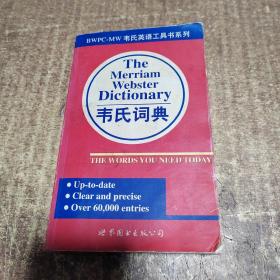 BWPC-MW 韦氏英语工具书系列
The
Merriam
Webster
Dictionary
韦氏词典
THE WORDS YOU NEED TODAY
• Up-to-date
• Clear and precise
• Over 60,000 entries
世界图书出版公司